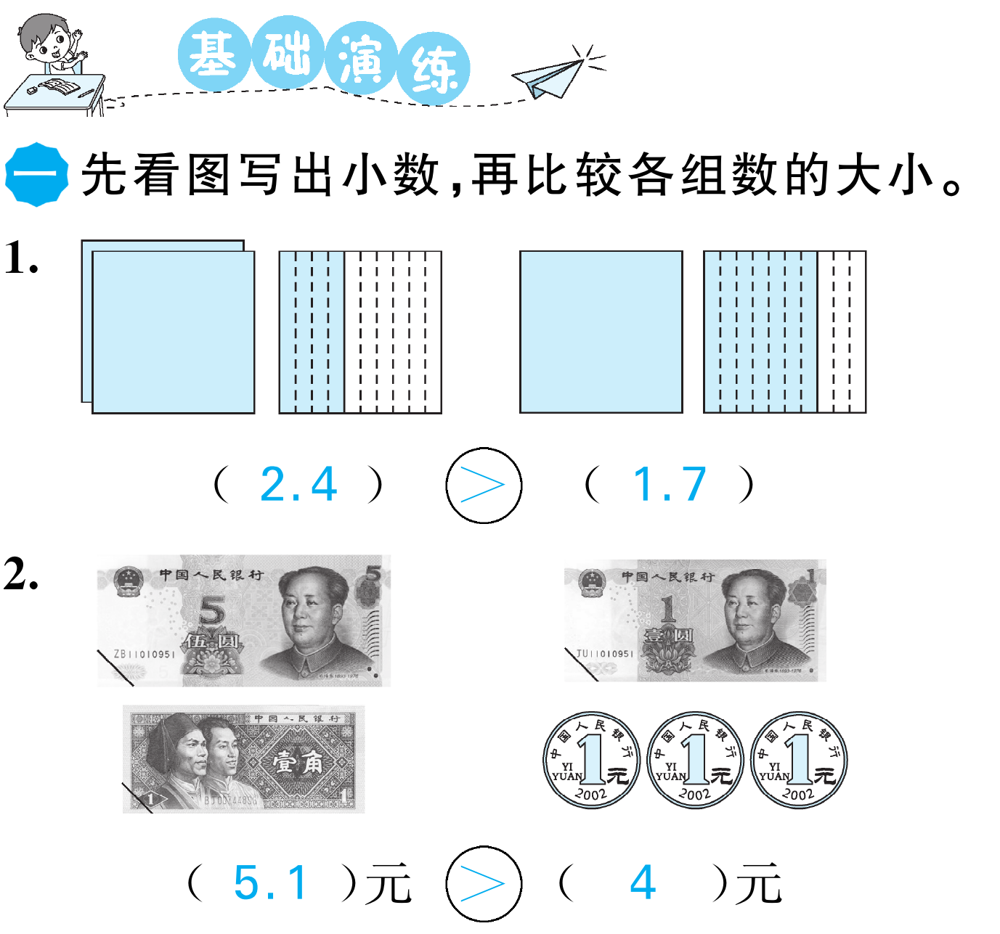 基础演练
一 先看图写出小数,再比较各组数的大小。
1.
( 2.4 ) > ( 1.7 )
2.
中国人民银行 5
5
伍圆
ZB11010951
中国人民银行 1
1
壹圆
JU11010951
中国人民银行
壹角
1 1
中国人民银行 YI YUAN 1元 2002
中国人民银行 YI YUAN 1元 2002
中国人民银行 YI YUAN 1元 2002
( 5.1 )元 > ( 4 )元